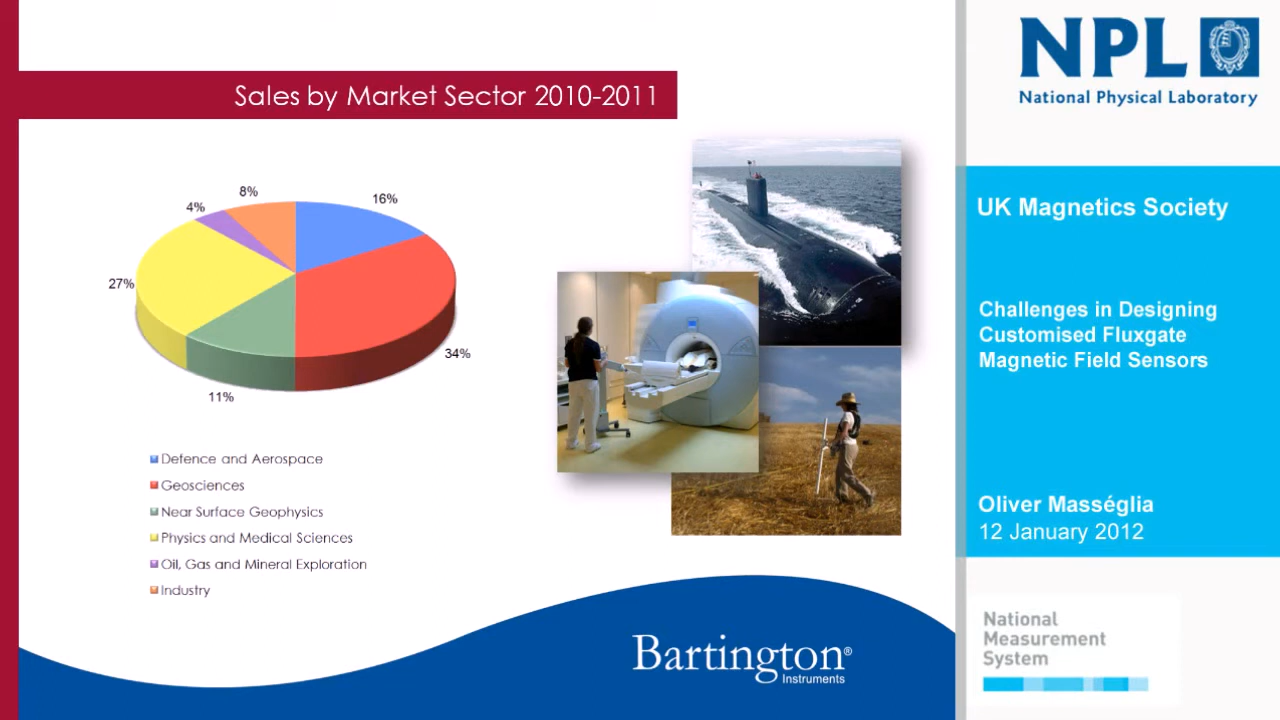 Sales by Market Sector 2010-2011
8%
16%
4%
27%
34%
11%
Defence and Aerospace
Geosciences
Near Surface Geophysics
Physics and Medical Sciences
Oil, Gas and Mineral Exploration
Industry
Bartington®
Instruments
NPL
National Physical Laboratory
UK Magnetics Society
Challenges in Designing
Customised Fluxgate
Magnetic Field Sensors
Oliver Masséglia
12 January 2012
National
Measurement
System